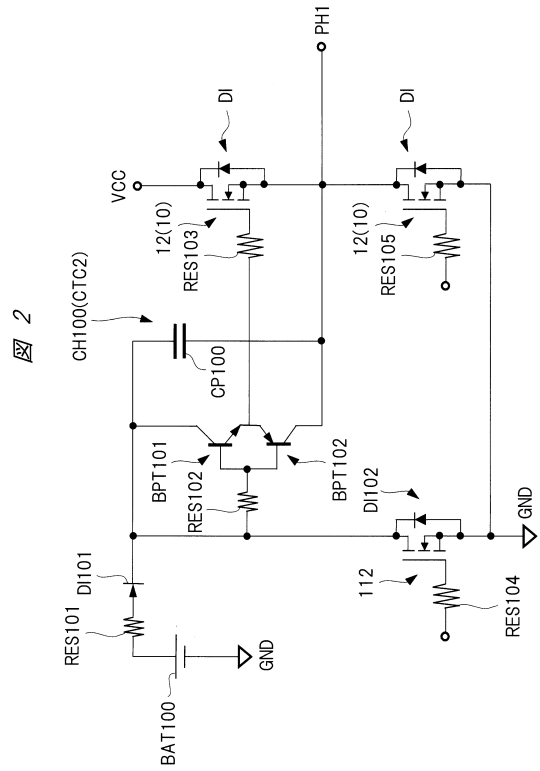 図 2
CH100(CTC2)
VCC
DI
PH1
12(10)
RES103
CP100
BPT101
RES102
BPT102
DI101
RES101
BAT100
GND
DI
12(10)
RES105
DI102
112
RES104
GND